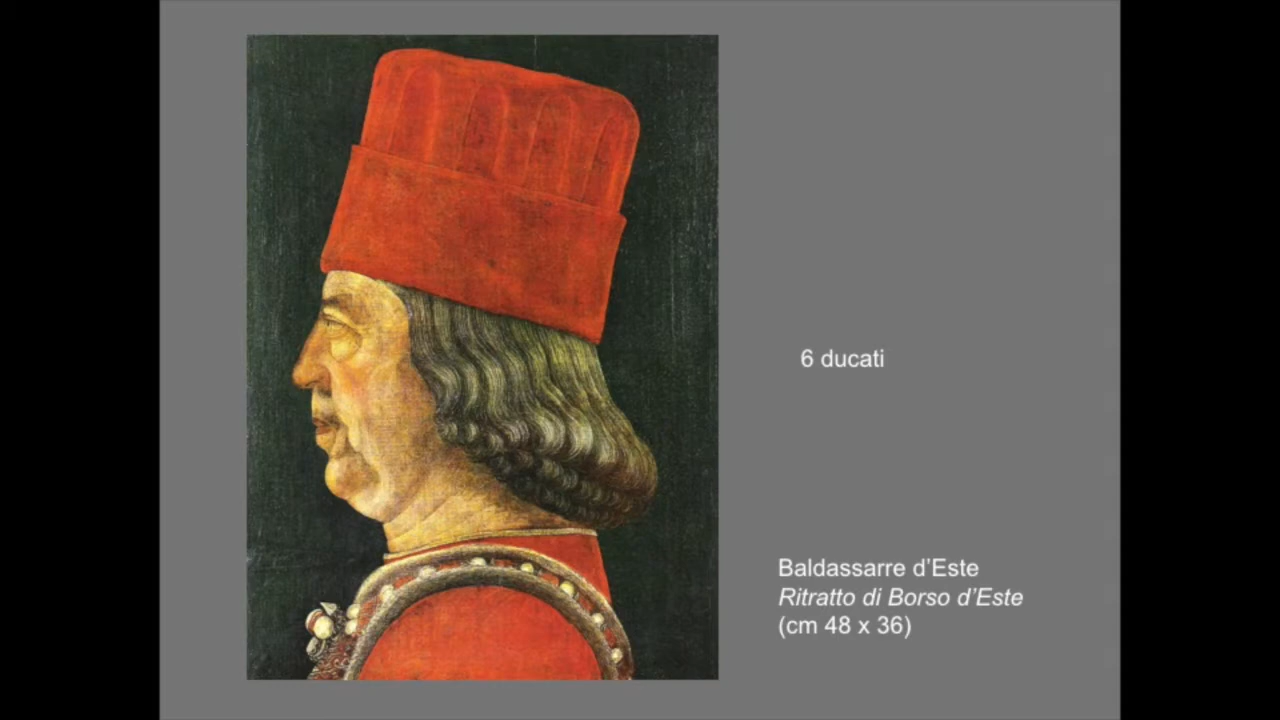 6 ducati
Baldassarre d’Este
Ritratto di Borso d’Este
(cm 48 x 36)